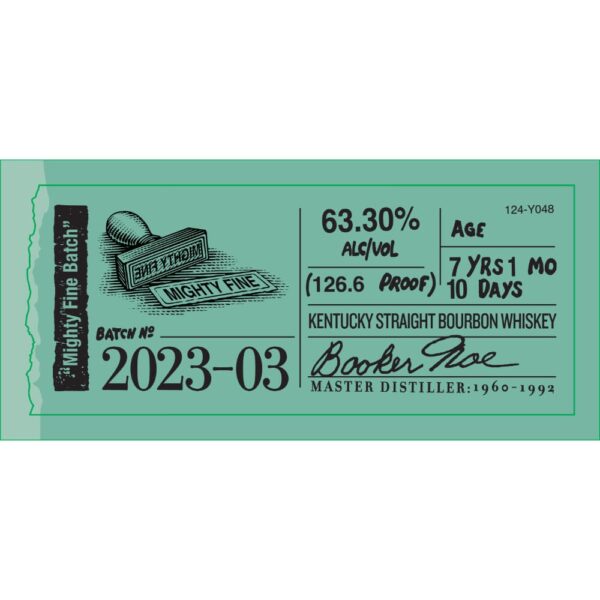 "Mighty Fine Batch"
MIGHTY FINE
MIGHTY FINE
BATCH Nº
2023-03
63.30%
ALC/VOL
(126.6 PROOF)
124-Y048
AGE
7 YRS 1 MO
10 DAYS
KENTUCKY STRAIGHT BOURBON WHISKEY
Booker Noe
MASTER DISTILLER: 1960-1992